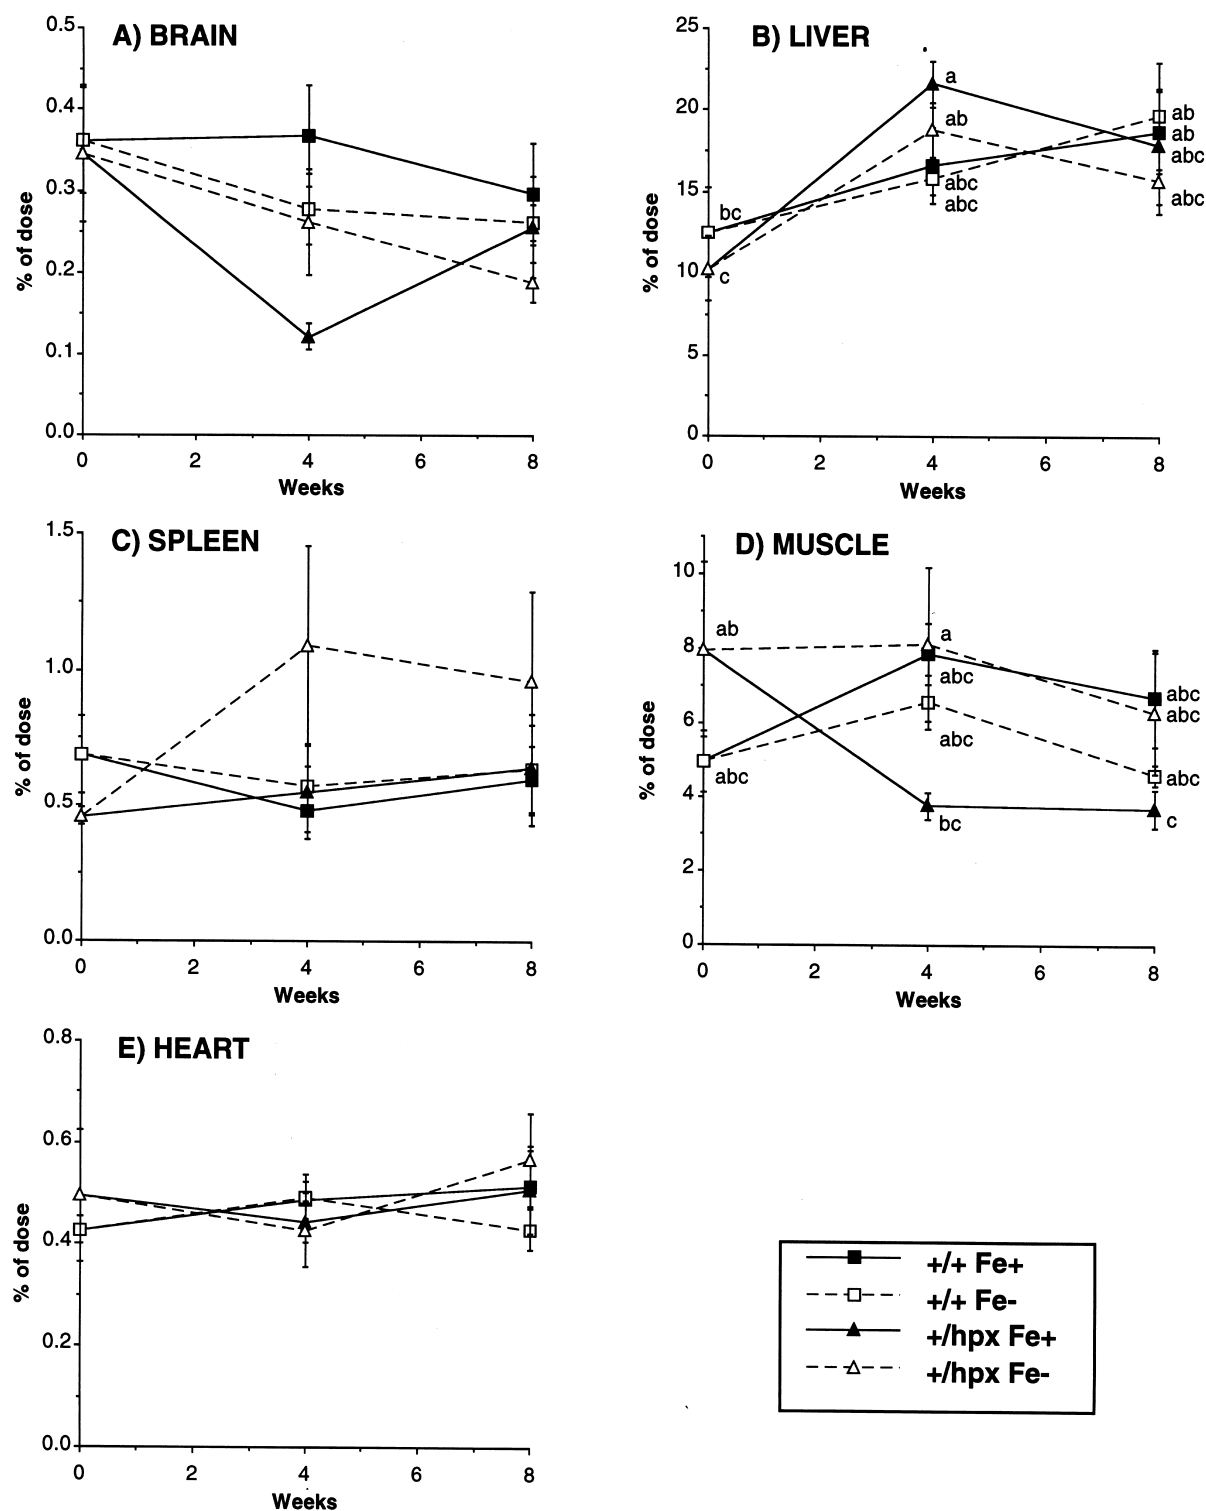 A) BRAIN
% of dose
0.5
0.4
0.3
0.2
0.1
0.0
0 2 4 6 8
Weeks
B) LIVER
% of dose
25
20
15
10
5
0
a
ab
abc
abc
bc
c
ab
ab
abc
abc
0 2 4 6 8
Weeks
C) SPLEEN
% of dose
1.5
1.0
0.5
0.0
0 2 4 6 8
Weeks
D) MUSCLE
% of dose
10
8
6
4
2
0
ab
abc
a
abc
abc
bc
abc
abc
abc
c
0 2 4 6 8
Weeks
E) HEART
% of dose
0.8
0.6
0.4
0.2
0.0
0 2 4 6 8
Weeks
+/+ Fe+
+/+ Fe-
+/hpx Fe+
+/hpx Fe-